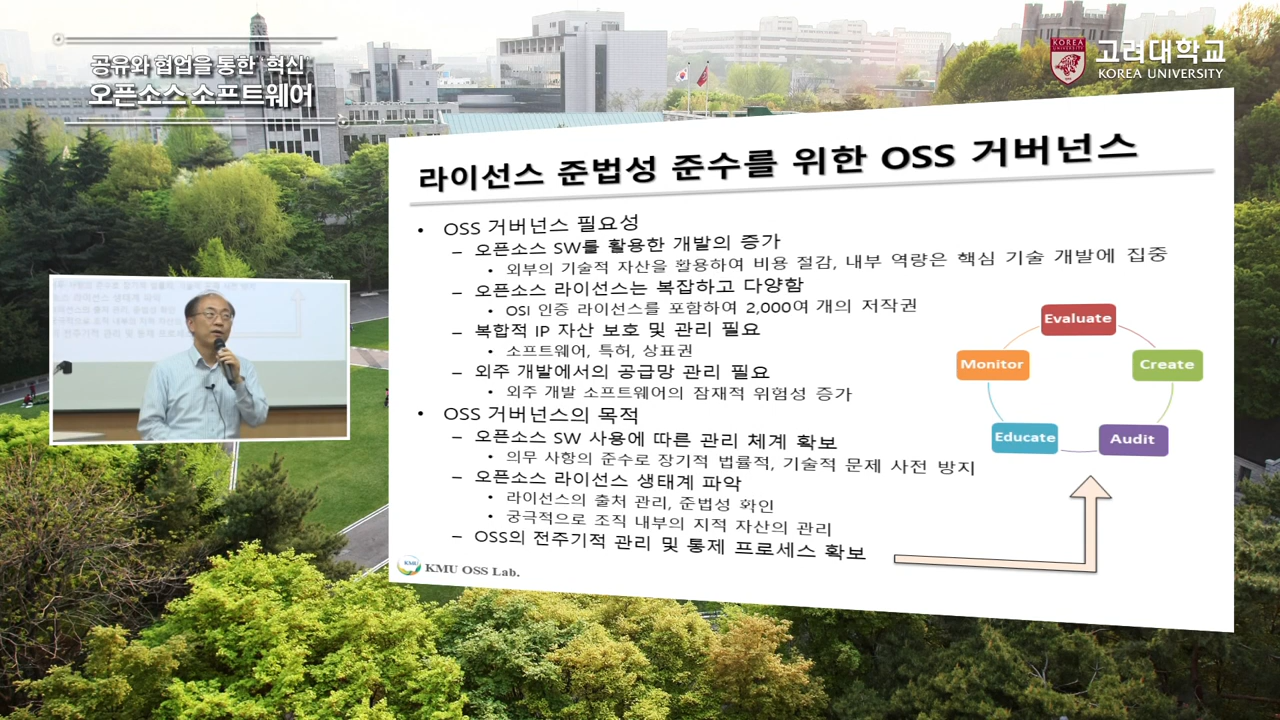 공유와 협업을 통한 혁신
오픈소스 소프트웨어
KOREA
UNIVERSITY
고려대학교
KOREA UNIVERSITY
라이선스 준법성 준수를 위한 OSS 거버넌스
• OSS 거버넌스 필요성
– 오픈소스 SW를 활용한 개발의 증가
• 외부의 기술적 자산을 활용하여 비용 절감, 내부 역량은 핵심 기술 개발에 집중
– 오픈소스 라이선스는 복잡하고 다양함
• OSI 인증 라이선스를 포함하여 2,000여 개의 저작권
– 복합적 IP 자산 보호 및 관리 필요
• 소프트웨어, 특허, 상표권
– 외주 개발에서의 공급망 관리 필요
• 외주 개발 소프트웨어의 잠재적 위험성 증가
• OSS 거버넌스의 목적
– 오픈소스 SW 사용에 따른 관리 체계 확보
• 의무 사항의 준수로 장기적 법률적, 기술적 문제 사전 방지
– 오픈소스 라이선스 생태계 파악
• 라이선스의 출처 관리, 준법성 확인
• 궁극적으로 조직 내부의 지적 자산의 관리
– OSS의 전주기적 관리 및 통제 프로세스 확보
Evaluate
Create
Audit
Educate
Monitor
KMU
KMU OSS Lab.